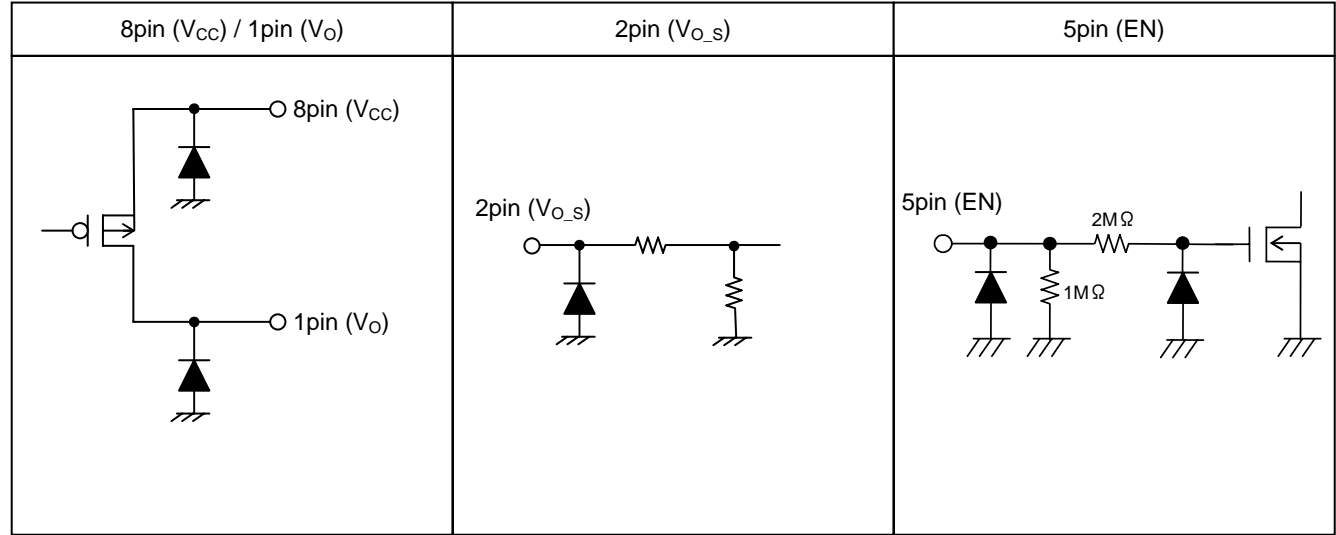 8pin (VCC) / 1pin (VO)
2pin (VO_S)
5pin (EN)
8pin (VCC)
1pin (VO)
2pin (VO_S)
5pin (EN)
2MΩ
1MΩ